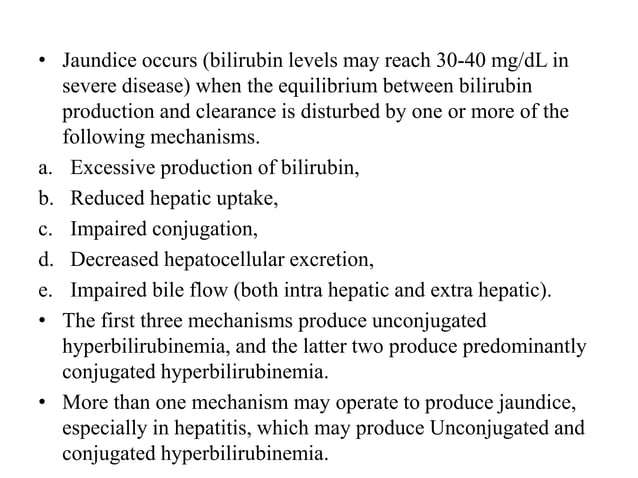 • Jaundice occurs (bilirubin levels may reach 30-40 mg/dL in
severe disease) when the equilibrium between bilirubin
production and clearance is disturbed by one or more of the
following mechanisms.
a. Excessive production of bilirubin,
b. Reduced hepatic uptake,
c. Impaired conjugation,
d. Decreased hepatocellular excretion,
e. Impaired bile flow (both intra hepatic and extra hepatic).
• The first three mechanisms produce unconjugated
hyperbilirubinemia, and the latter two produce predominantly
conjugated hyperbilirubinemia.
• More than one mechanism may operate to produce jaundice,
especially in hepatitis, which may produce Unconjugated and
conjugated hyperbilirubinemia.